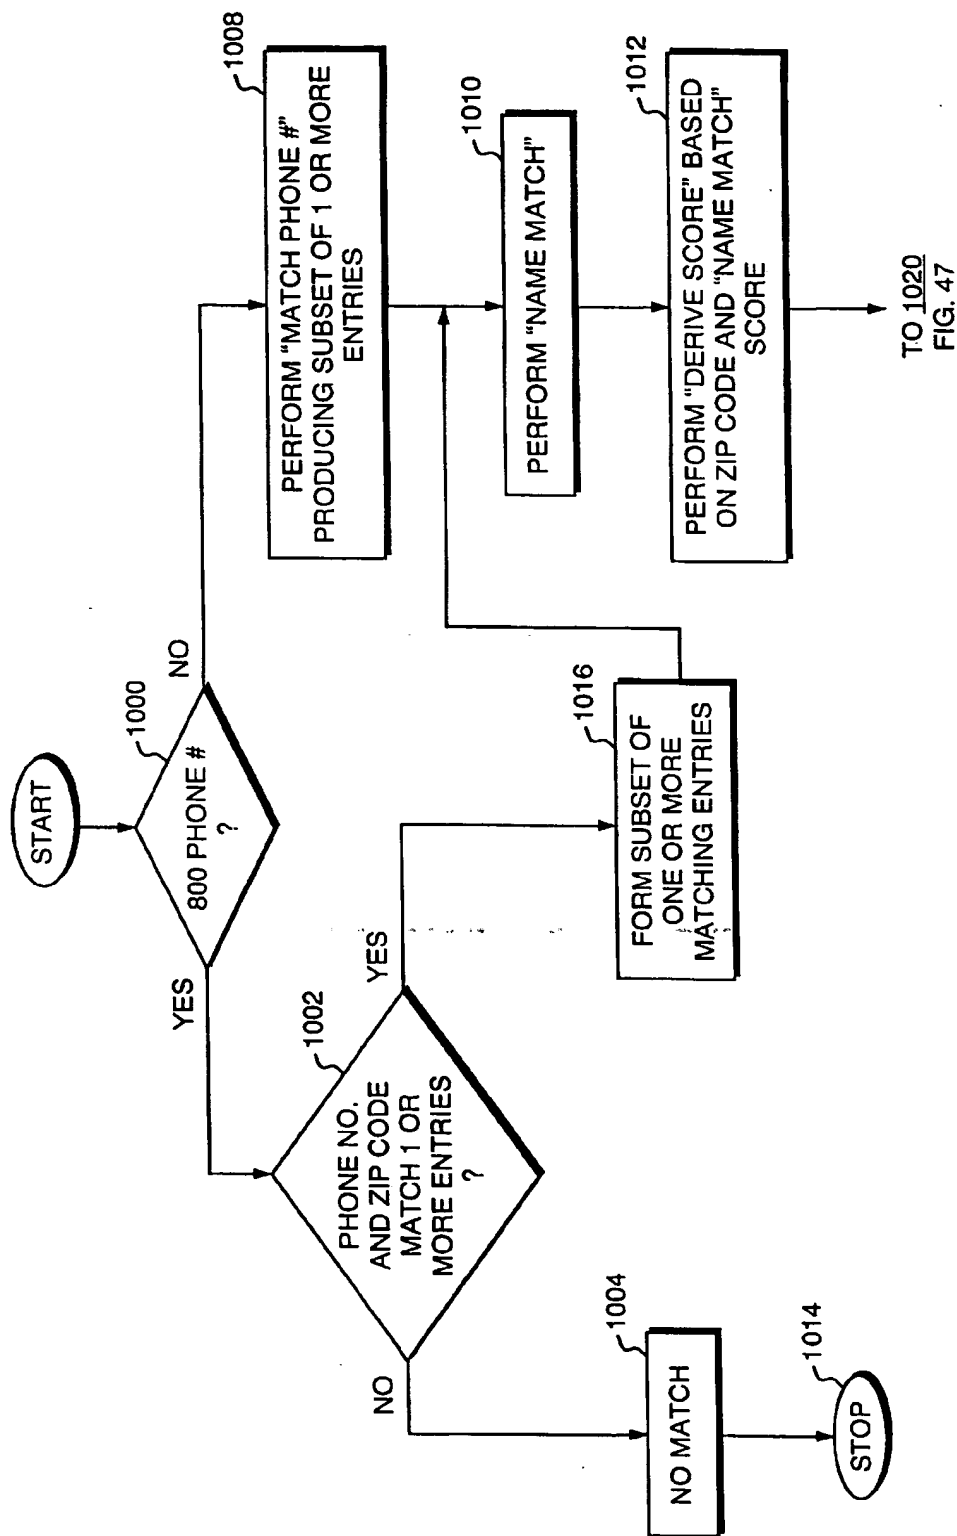 START
1000
800 PHONE #
?
YES
NO
1002
PHONE NO.
AND ZIP CODE
MATCH 1 OR
MORE ENTRIES
?
NO
YES
1004
NO MATCH
1014
STOP
1016
FORM SUBSET OF
ONE OR MORE
MATCHING ENTRIES
1008
PERFORM "MATCH PHONE #"
PRODUCING SUBSET OF 1 OR MORE
ENTRIES
1010
PERFORM "NAME MATCH"
1012
PERFORM "DERIVE SCORE" BASED
ON ZIP CODE AND "NAME MATCH"
SCORE
TO 1020
FIG. 47